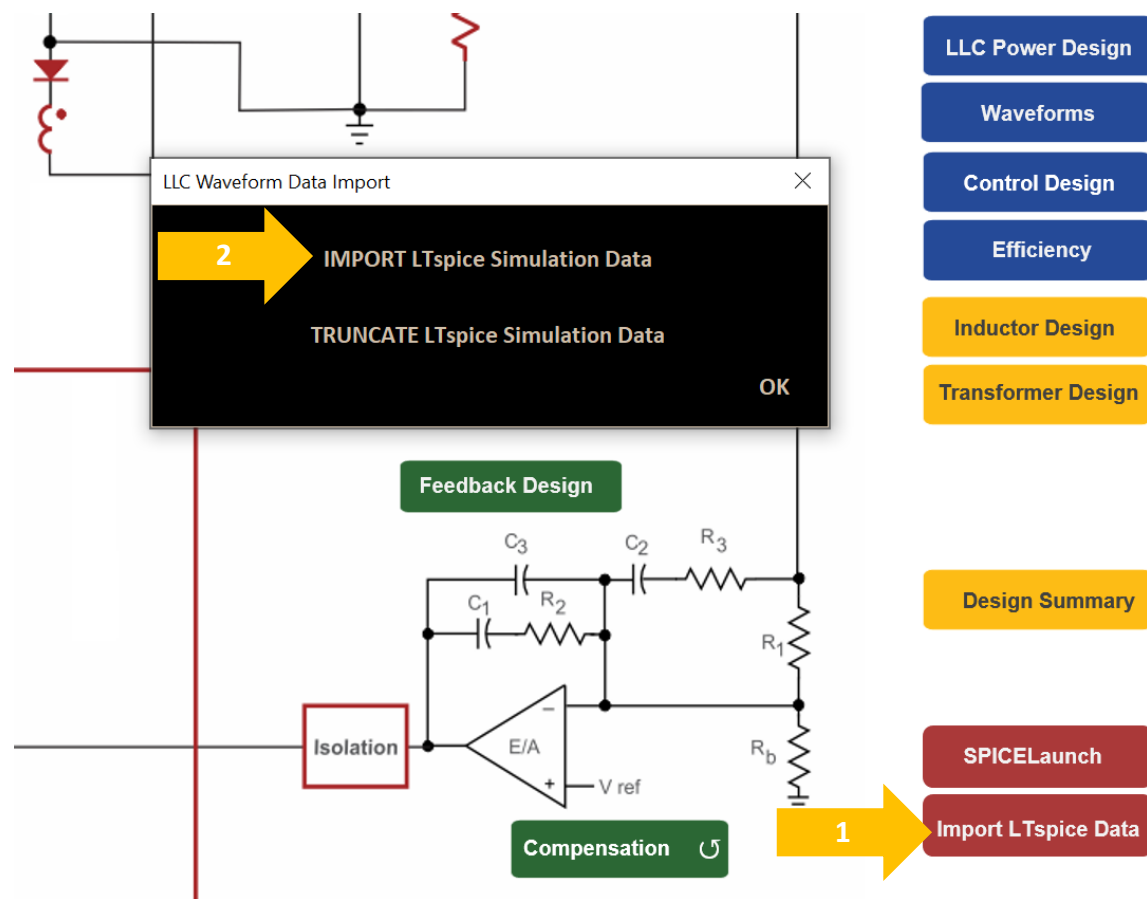 LLC Power Design
Waveforms
LLC Waveform Data Import
Control Design
2
IMPORT LTspice Simulation Data
Efficiency
TRUNCATE LTspice Simulation Data
Inductor Design
OK
Transformer Design
Feedback Design
C3
C2
R3
C1
R2
Design Summary
R1
Isolation
E/A
Rb
V ref
SPICELaunch
1
Import LTspice Data
Compensation ↺